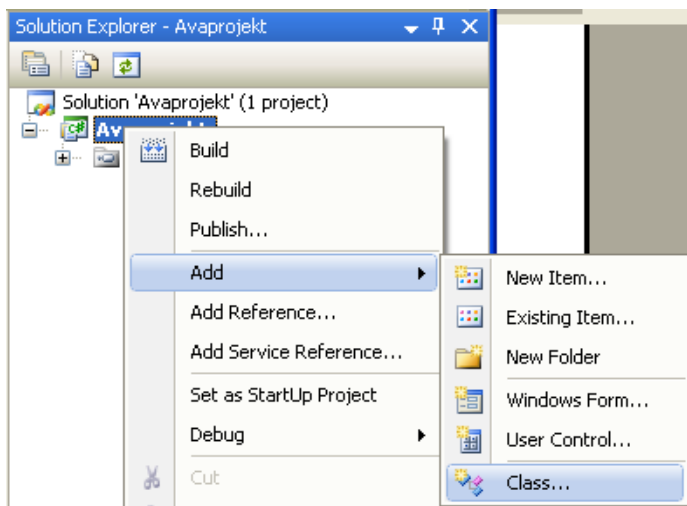 Solution Explorer - Avaprojekt
Solution 'Avaprojekt' (1 project)
Build
Rebuild
Publish...
Add
New Item...
Add Reference...
Existing Item...
Add Service Reference...
New Folder
Set as StartUp Project
Windows Form...
Debug
User Control...
Cut
Class...